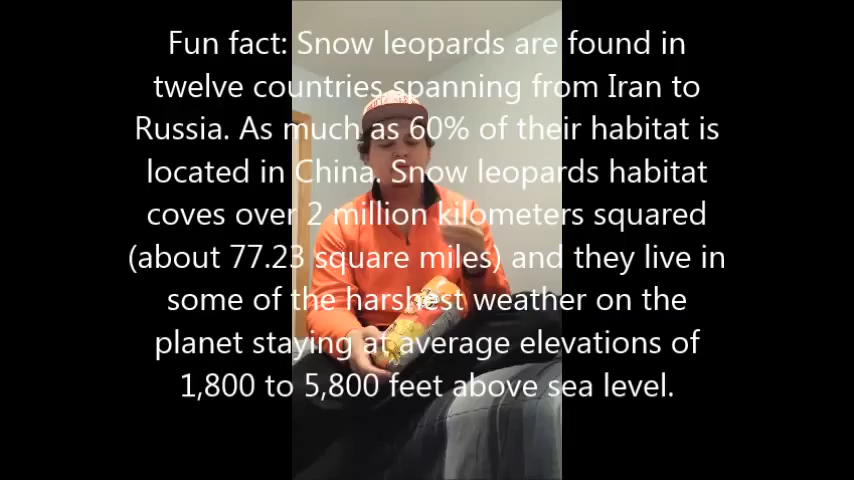 Fun fact: Snow leopards are found in
twelve countries spanning from Iran to
Russia. As much as 60% of their habitat is
located in China. Snow leopards habitat
coves over 2 million kilometers squared
(about 77.23 square miles) and they live in
some of the harshest weather on the
planet staying at average elevations of
1,800 to 5,800 feet above sea level.